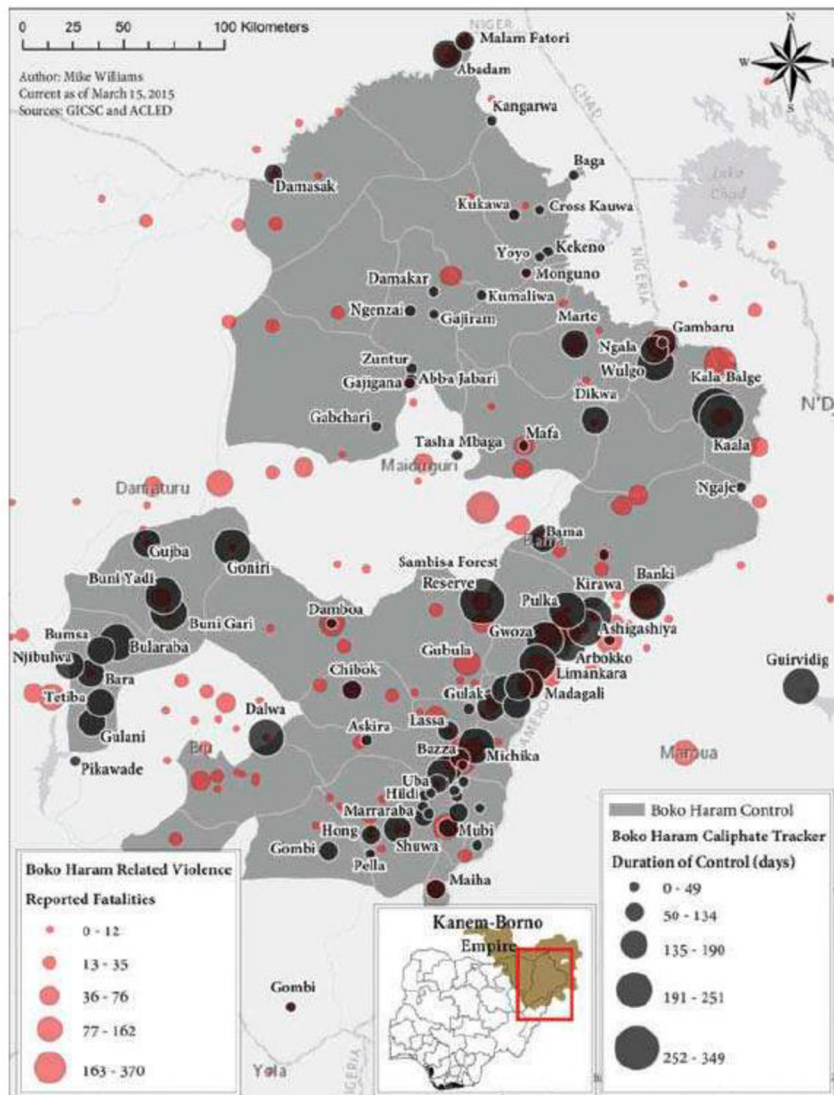 0 25 50 100 Kilometers
NIGER
N
W
S
Author: Mike Williams
Current as of March 15, 2015
Sources: GICSC and ACLED
Malam Fatori
Abadam
Kangarwa
CHAD
Baga
Lake
Chad
Damasak
Kukawa
Cross Kauwa
Kekeno
Yoyo
Monguno
NIGERIA
Damakar
Kumaliwa
Ngenzai
Gajiram
Marte
Gambaru
Ngala
Wulgo
Zuntur
Abba Jabari
Gajigana
Kala Balge
Dikwa
Gabchari
N'D
Tasha Mbaga
Mafa
Kaala
Maiduguri
Damaturu
Ngaje
Bama
Gujba
Goniri
Sambisa Forest
Reserve
Kirawa
Banki
Buni Yadi
Pulka
Buni Gari
Damboa
Gwoza
Ashigashiya
Bumsa
Bularaba
Gubula
Arbokko
Njibulwa
Bara
Limankara
Guirvidig
Chibok
Madagali
Tetiba
Gulak
Dalwa
Lassa
Gulani
Askira
CAMEROON
Biu
Bazza
Michika
Maroua
Pikawade
Uba
Hildi
Marraraba
Hong
Mubi
Gombi
Shuwa
Pella
Maiha
Boko Haram Control
Boko Haram Caliphate Tracker
Duration of Control (days)
0 - 49
50 - 134
135 - 190
191 - 251
252 - 349
Boko Haram Related Violence
Reported Fatalities
0 - 12
13 - 35
36 - 76
77 - 162
163 - 370
Kanem-Borno
Empire
Gombi
Yola
NIGERIA